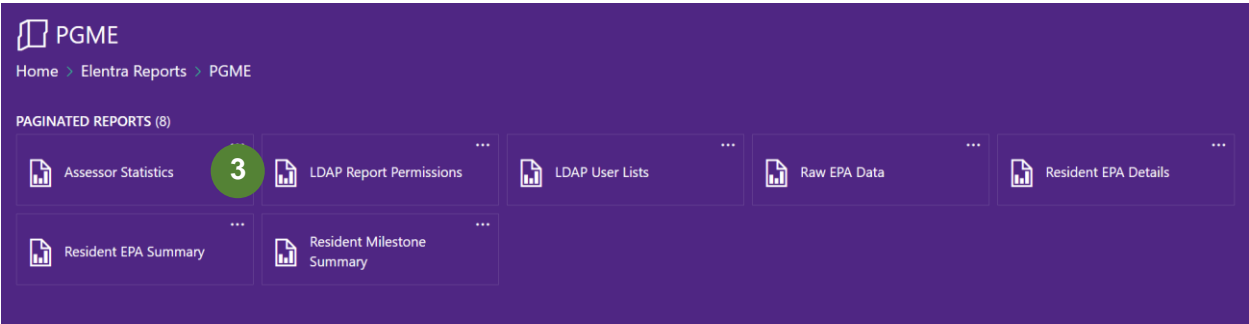 PGME
Home > Elentra Reports > PGME
PAGINATED REPORTS (8)
Assessor Statistics
3
LDAP Report Permissions
LDAP User Lists
Raw EPA Data
Resident EPA Details
Resident EPA Summary
Resident Milestone
Summary